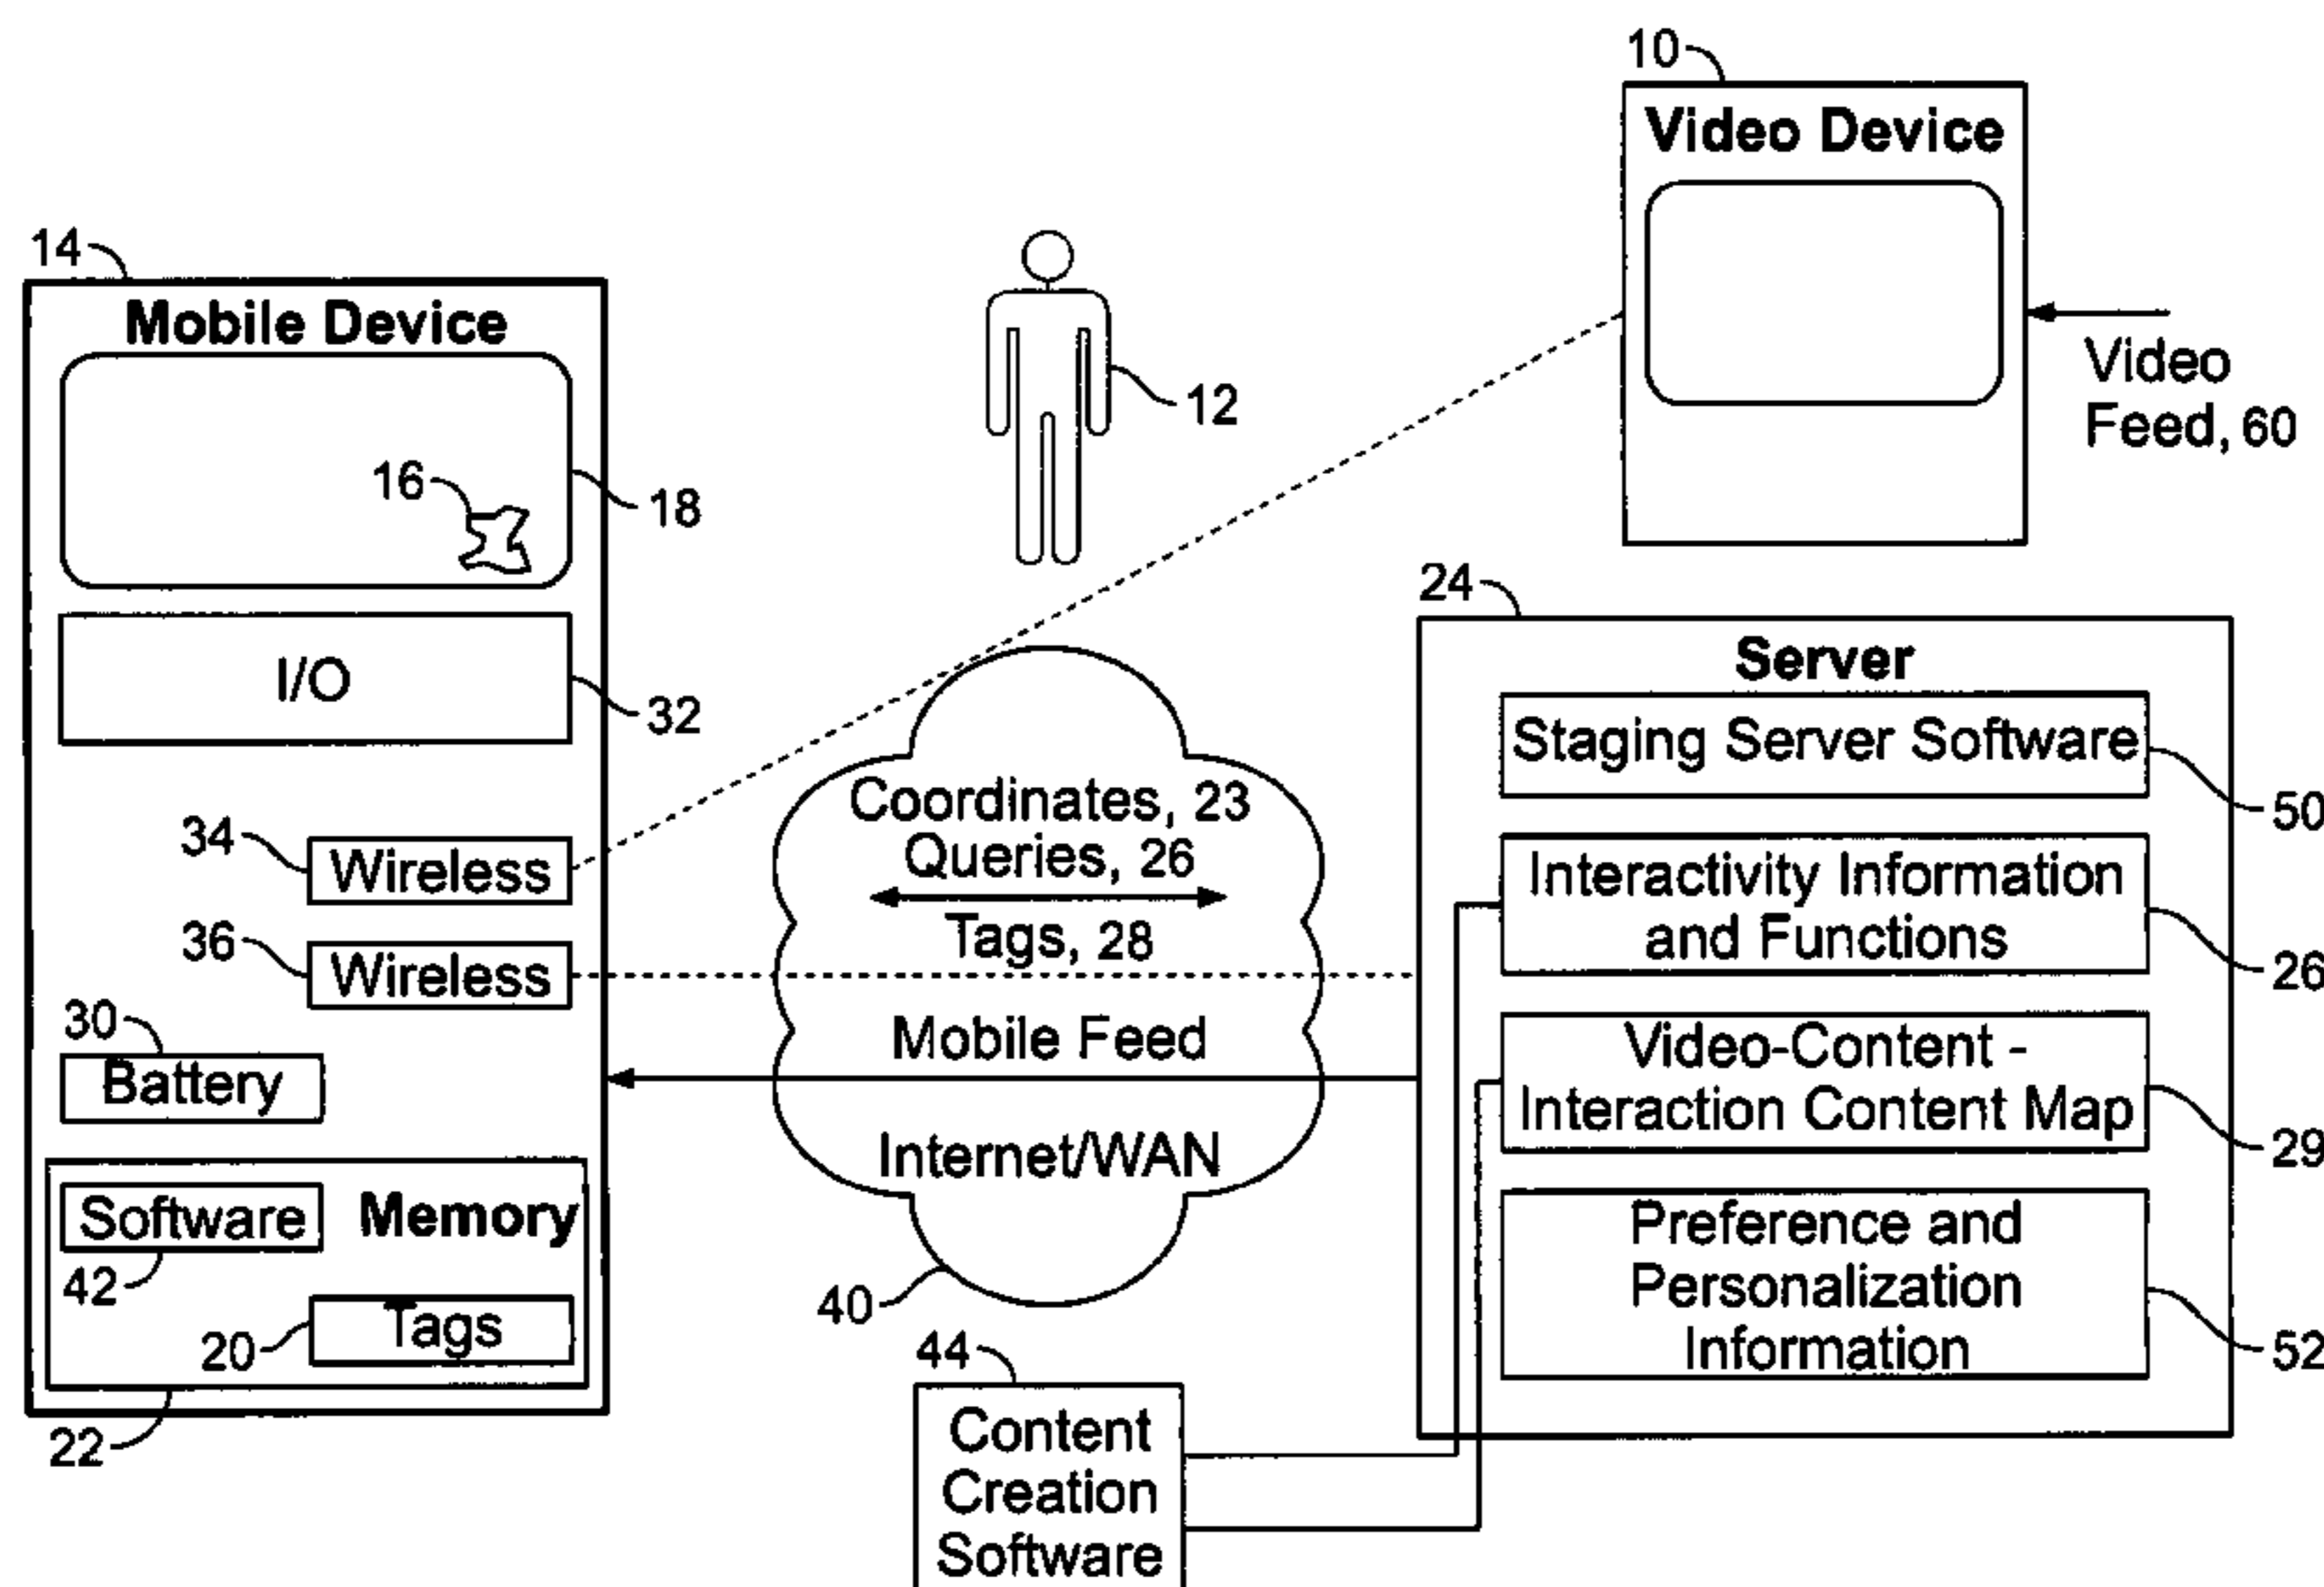 10
Video Device
Video
Feed, 60
14
Mobile Device
16
18
12
I/O
32
34
Wireless
36
Wireless
30
Battery
Software
Memory
42
Tags
20
22
Coordinates, 23
Queries, 26
Tags, 28
Mobile Feed
Internet/WAN
40
24
Server
Staging Server Software
50
Interactivity Information
and Functions
26
Video-Content -
Interaction Content Map
29
Preference and
Personalization
Information
52
44
Content
Creation
Software